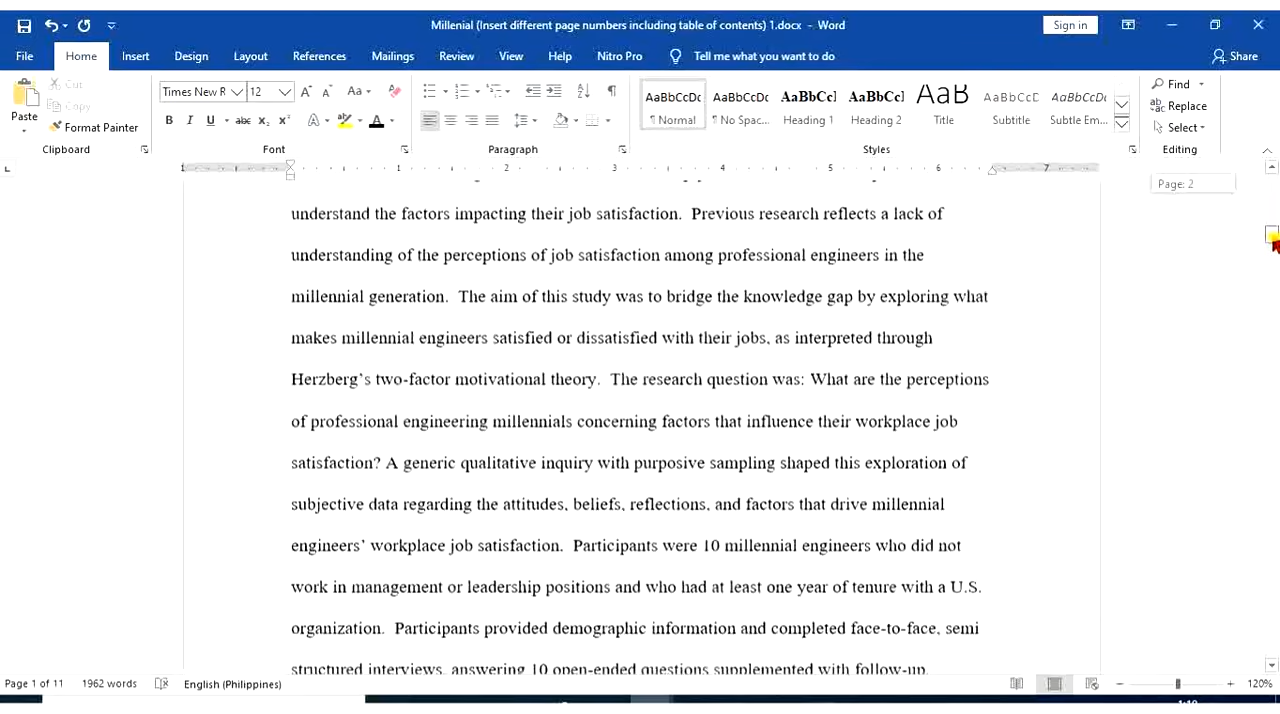 Millenial (Insert different page numbers including table of contents) 1.docx - Word
Sign in
File Home Insert Design Layout References Mailings Review View Help Nitro Pro Tell me what you want to do Share
Paste
Cut
Copy
Format Painter
Clipboard
Times New R 12
Font
Paragraph
AaBbCcDc AaBbCcDc AaBbCc] AaBbCc] AaB AaBbCcD AaBbCcDc
¶ Normal ¶ No Spac... Heading 1 Heading 2 Title Subtitle Subtle Em...
Styles
Find
Replace
Select
Editing
1 1 2 3 4 5 6 7
Page: 2
understand the factors impacting their job satisfaction.  Previous research reflects a lack of
understanding of the perceptions of job satisfaction among professional engineers in the
millennial generation.  The aim of this study was to bridge the knowledge gap by exploring what
makes millennial engineers satisfied or dissatisfied with their jobs, as interpreted through
Herzberg's two-factor motivational theory.  The research question was: What are the perceptions
of professional engineering millennials concerning factors that influence their workplace job
satisfaction? A generic qualitative inquiry with purposive sampling shaped this exploration of
subjective data regarding the attitudes, beliefs, reflections, and factors that drive millennial
engineers' workplace job satisfaction.  Participants were 10 millennial engineers who did not
work in management or leadership positions and who had at least one year of tenure with a U.S.
organization.  Participants provided demographic information and completed face-to-face, semi
structured interviews, answering 10 open-ended questions supplemented with follow-up,
Page 1 of 11 1962 words English (Philippines) 120%